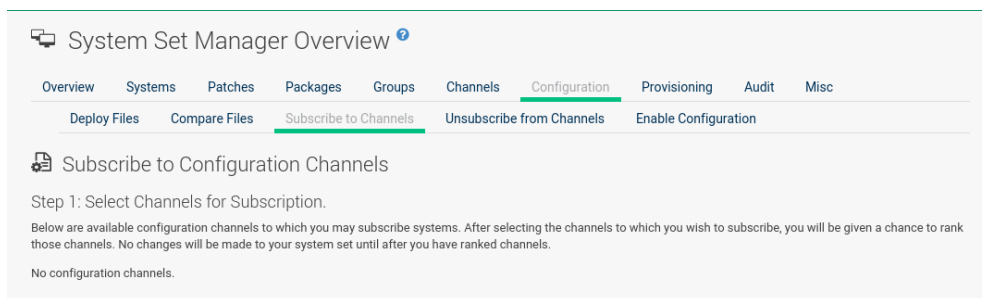 System Set Manager Overview ?
Overview Systems Patches Packages Groups Channels Configuration Provisioning Audit Misc
Deploy Files Compare Files Subscribe to Channels Unsubscribe from Channels Enable Configuration
Subscribe to Configuration Channels
Step 1: Select Channels for Subscription.
Below are available configuration channels to which you may subscribe systems. After selecting the channels to which you wish to subscribe, you will be given a chance to rank
those channels. No changes will be made to your system set until after you have ranked channels.
No configuration channels.